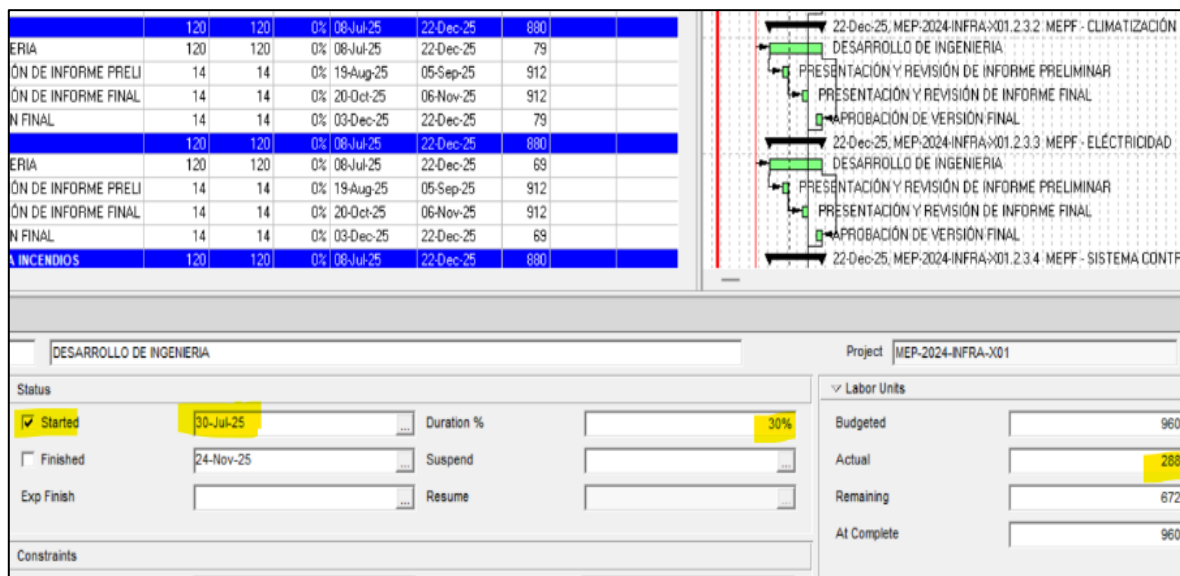 120 120 0% 08-Jul-25 22-Dec-25 880
ERIA 120 120 0% 08-Jul-25 22-Dec-25 79
ÓN DE INFORME PRELI 14 14 0% 19-Aug-25 05-Sep-25 912
ÓN DE INFORME FINAL 14 14 0% 20-Oct-25 06-Nov-25 912
N FINAL 14 14 0% 03-Dec-25 22-Dec-25 79
120 120 0% 08-Jul-25 22-Dec-25 880
ERIA 120 120 0% 08-Jul-25 22-Dec-25 69
ÓN DE INFORME PRELI 14 14 0% 19-Aug-25 05-Sep-25 912
ÓN DE INFORME FINAL 14 14 0% 20-Oct-25 06-Nov-25 912
N FINAL 14 14 0% 03-Dec-25 22-Dec-25 69
A INCENDIOS 120 120 0% 08-Jul-25 22-Dec-25 880
22-Dec-25, MEP-2024-INFRA-X01.2.3.2 MEPF - CLIMATIZACIÓN
DESARROLLO DE INGENIERIA
PRESENTACIÓN Y REVISIÓN DE INFORME PRELIMINAR
PRESENTACIÓN Y REVISIÓN DE INFORME FINAL
APROBACIÓN DE VERSIÓN FINAL
22-Dec-25, MEP-2024-INFRA-X01.2.3.3 MEPF - ELÉCTRICIDAD
DESARROLLO DE INGENIERIA
PRESENTACIÓN Y REVISIÓN DE INFORME PRELIMINAR
PRESENTACIÓN Y REVISIÓN DE INFORME FINAL
APROBACIÓN DE VERSIÓN FINAL
22-Dec-25, MEP-2024-INFRA-X01.2.3.4 MEPF - SISTEMA CONTF
DESARROLLO DE INGENIERIA Project MEP-2024-INFRA-X01
Status
Started 30-Jul-25 ... Duration % 30%
Finished 24-Nov-25 ... Suspend ...
Exp Finish ... Resume ...
Constraints
Labor Units
Budgeted 960
Actual 288
Remaining 672
At Complete 960